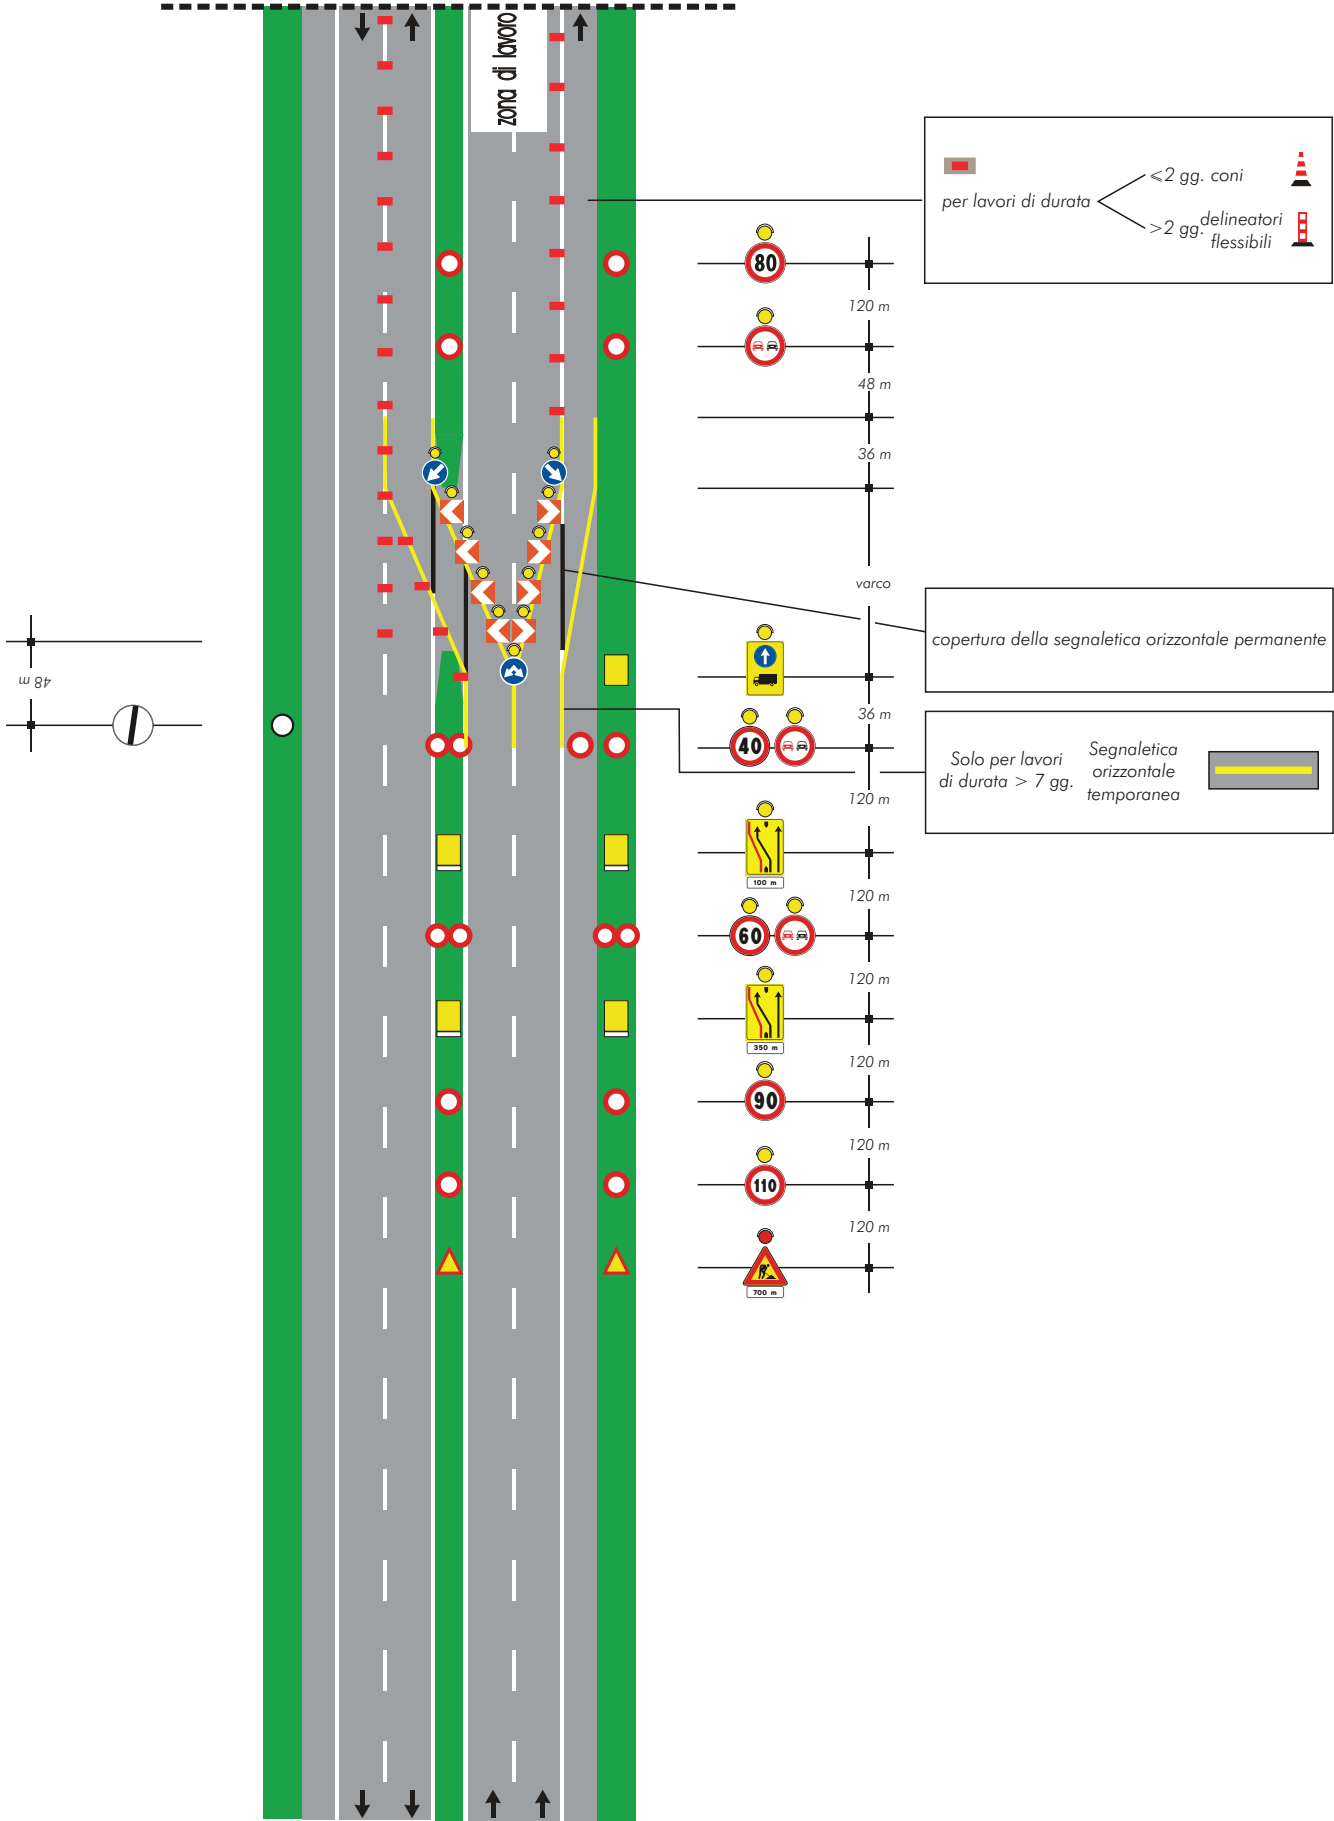 zona di lavoro
per lavori di durata
≤2 gg. coni
>2 gg. delineatori
flessibili
80
120 m
48 m
36 m
varco
copertura della segnaletica orizzontale permanente
48 m
36 m
40
Solo per lavori
di durata > 7 gg.
Segnaletica
orizzontale
temporanea
120 m
100 m
120 m
60
120 m
350 m
120 m
90
120 m
110
120 m
700 m